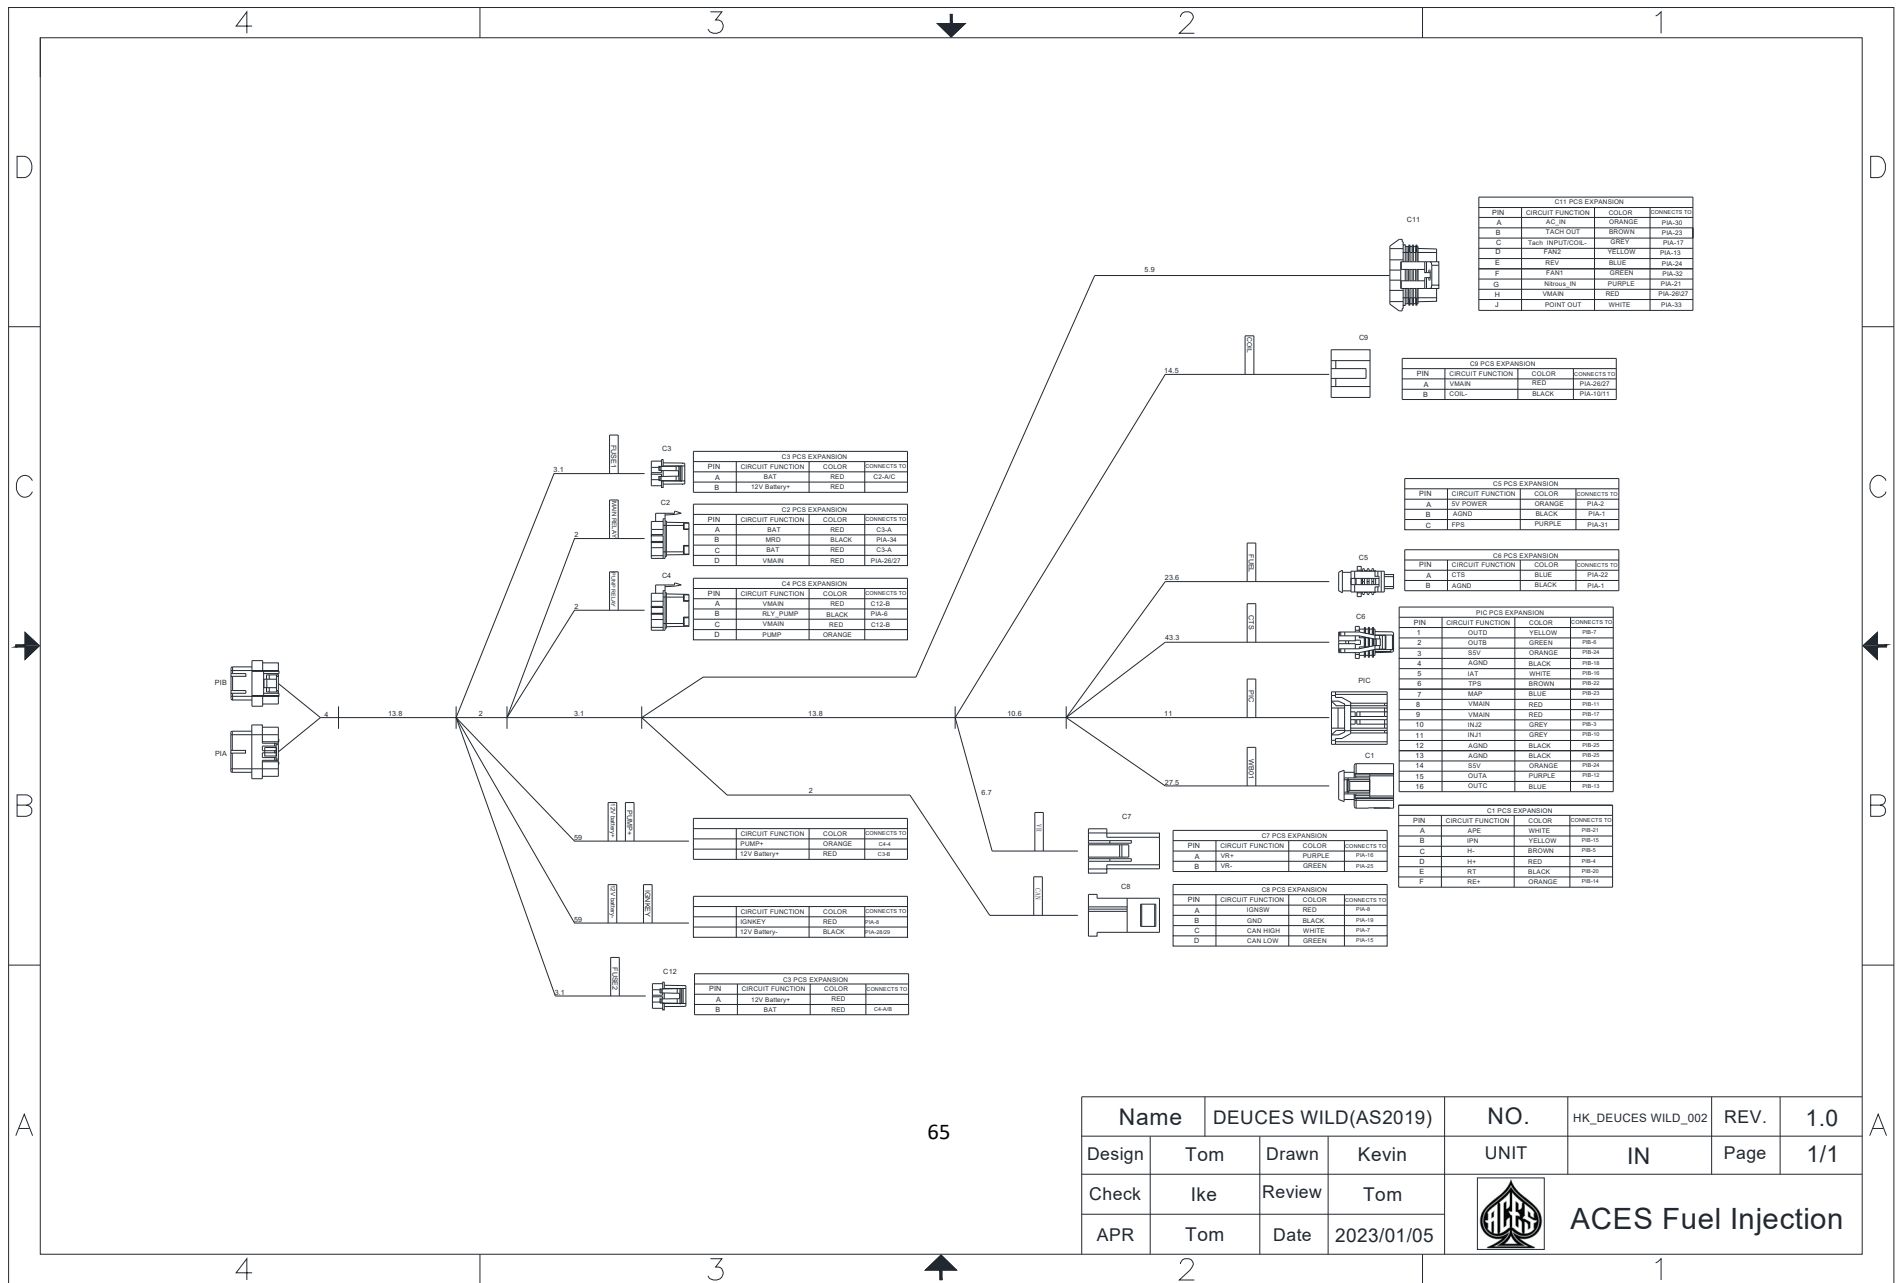 4 3 2 1
D D
C C
B B
A A
4 3 2 1
C11
C11 PCS EXPANSION
PIN CIRCUIT FUNCTION COLOR CONNECTS TO
A AC_IN ORANGE PIA-30
B TACH OUT BROWN PIA-23
C Tach INPUT/COIL- GREY PIA-17
D FAN2 YELLOW PIA-13
E REV BLUE PIA-24
F FAN1 GREEN PIA-32
G Nitrous_IN PURPLE PIA-21
H VMAIN RED PIA-26\27
J POINT OUT WHITE PIA-33
5.9
COIL
14.5
C9
C9 PCS EXPANSION
PIN CIRCUIT FUNCTION COLOR CONNECTS TO
A VMAIN RED PIA-26/27
B COIL- BLACK PIA-10/11
FUSE1
3.1
C3
C3 PCS EXPANSION
PIN CIRCUIT FUNCTION COLOR CONNECTS TO
A BAT RED C2-A/C
B 12V Battery+ RED
MAIN RELAY
2
C2
C2 PCS EXPANSION
PIN CIRCUIT FUNCTION COLOR CONNECTS TO
A BAT RED C3-A
B MRD BLACK PIA-34
C BAT RED C3-A
D VMAIN RED PIA-26/27
PUMP RELAY
2
C4
C4 PCS EXPANSION
PIN CIRCUIT FUNCTION COLOR CONNECTS TO
A VMAIN RED C12-B
B RLY_PUMP BLACK PIA-6
C VMAIN RED C12-B
D PUMP ORANGE
C5 PCS EXPANSION
PIN CIRCUIT FUNCTION COLOR CONNECTS TO
A 5V POWER ORANGE PIA-2
B AGND BLACK PIA-1
C FPS PURPLE PIA-31
FUEL
23.6
C5
C6 PCS EXPANSION
PIN CIRCUIT FUNCTION COLOR CONNECTS TO
A CTS BLUE PIA-22
B AGND BLACK PIA-1
CTS
43.3
C6
PIC PCS EXPANSION
PIN CIRCUIT FUNCTION COLOR CONNECTS TO
1 OUTD YELLOW PIB-7
2 OUTB GREEN PIB-6
3 S5V ORANGE PIB-24
4 AGND BLACK PIB-18
5 IAT WHITE PIB-16
6 TPS BROWN PIB-22
7 MAP BLUE PIB-23
8 VMAIN RED PIB-11
9 VMAIN RED PIB-17
10 INJ2 GREY PIB-3
11 INJ1 GREY PIB-10
12 AGND BLACK PIB-25
13 AGND BLACK PIB-25
14 S5V ORANGE PIB-24
15 OUTA PURPLE PIB-12
16 OUTC BLUE PIB-13
PIC
11
PIC
PIB
PIA
4 13.8 2 3.1 13.8 10.6
WB01
27.5
C1
C1 PCS EXPANSION
PIN CIRCUIT FUNCTION COLOR CONNECTS TO
A APE WHITE PIB-21
B IPN YELLOW PIB-15
C H- BROWN PIB-5
D H+ RED PIB-4
E RT BLACK PIB-20
F RE+ ORANGE PIB-14
12V battery+
PUMP+
59
CIRCUIT FUNCTION COLOR CONNECTS TO
PUMP+ ORANGE C4-4
12V Battery+ RED C3-B
2
6.7
VR
C7
C7 PCS EXPANSION
PIN CIRCUIT FUNCTION COLOR CONNECTS TO
A VR+ PURPLE PIA-16
B VR- GREEN PIA-25
CAN
C8
C8 PCS EXPANSION
PIN CIRCUIT FUNCTION COLOR CONNECTS TO
A IGNSW RED PIA-8
B GND BLACK PIA-19
C CAN HIGH WHITE PIA-7
D CAN LOW GREEN PIA-15
12V battery-
IGNKEY
59
CIRCUIT FUNCTION COLOR CONNECTS TO
IGNKEY RED PIA-8
12V Battery- BLACK PIA-28/29
FUSE2
3.1
C12
C3 PCS EXPANSION
PIN CIRCUIT FUNCTION COLOR CONNECTS TO
A 12V Battery+ RED
B BAT RED C4-A/B
65
Name DEUCES WILD(AS2019) NO. HK_DEUCES WILD_002 REV. 1.0
Design Tom Drawn Kevin UNIT IN Page 1/1
Check Ike Review Tom
APR Tom Date 2023/01/05
ACES
ACES Fuel Injection